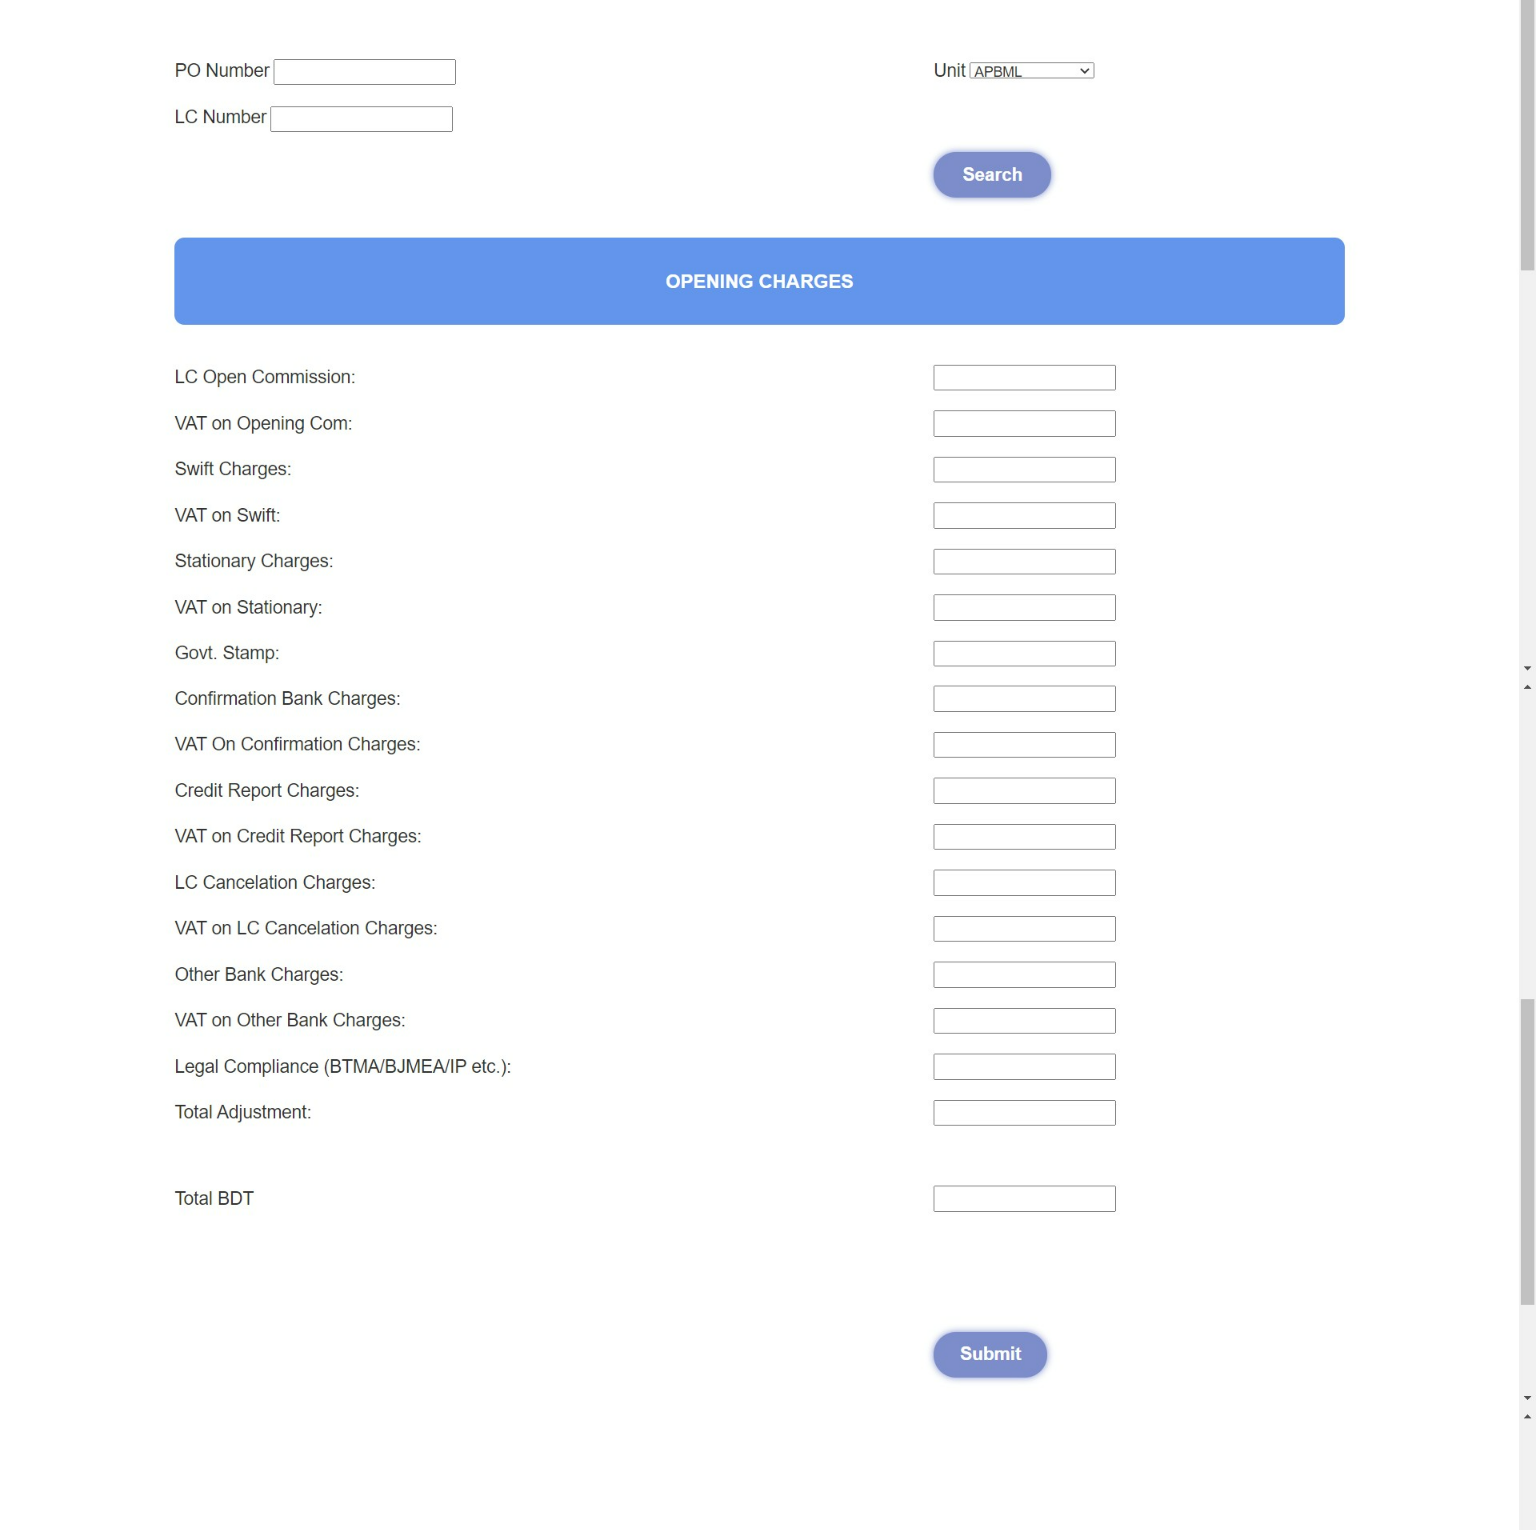 PO Number
Unit APBML
LC Number
Search
OPENING CHARGES
LC Open Commission:
VAT on Opening Com:
Swift Charges:
VAT on Swift:
Stationary Charges:
VAT on Stationary:
Govt. Stamp:
Confirmation Bank Charges:
VAT On Confirmation Charges:
Credit Report Charges:
VAT on Credit Report Charges:
LC Cancelation Charges:
VAT on LC Cancelation Charges:
Other Bank Charges:
VAT on Other Bank Charges:
Legal Compliance (BTMA/BJMEA/IP etc.):
Total Adjustment:
Total BDT
Submit